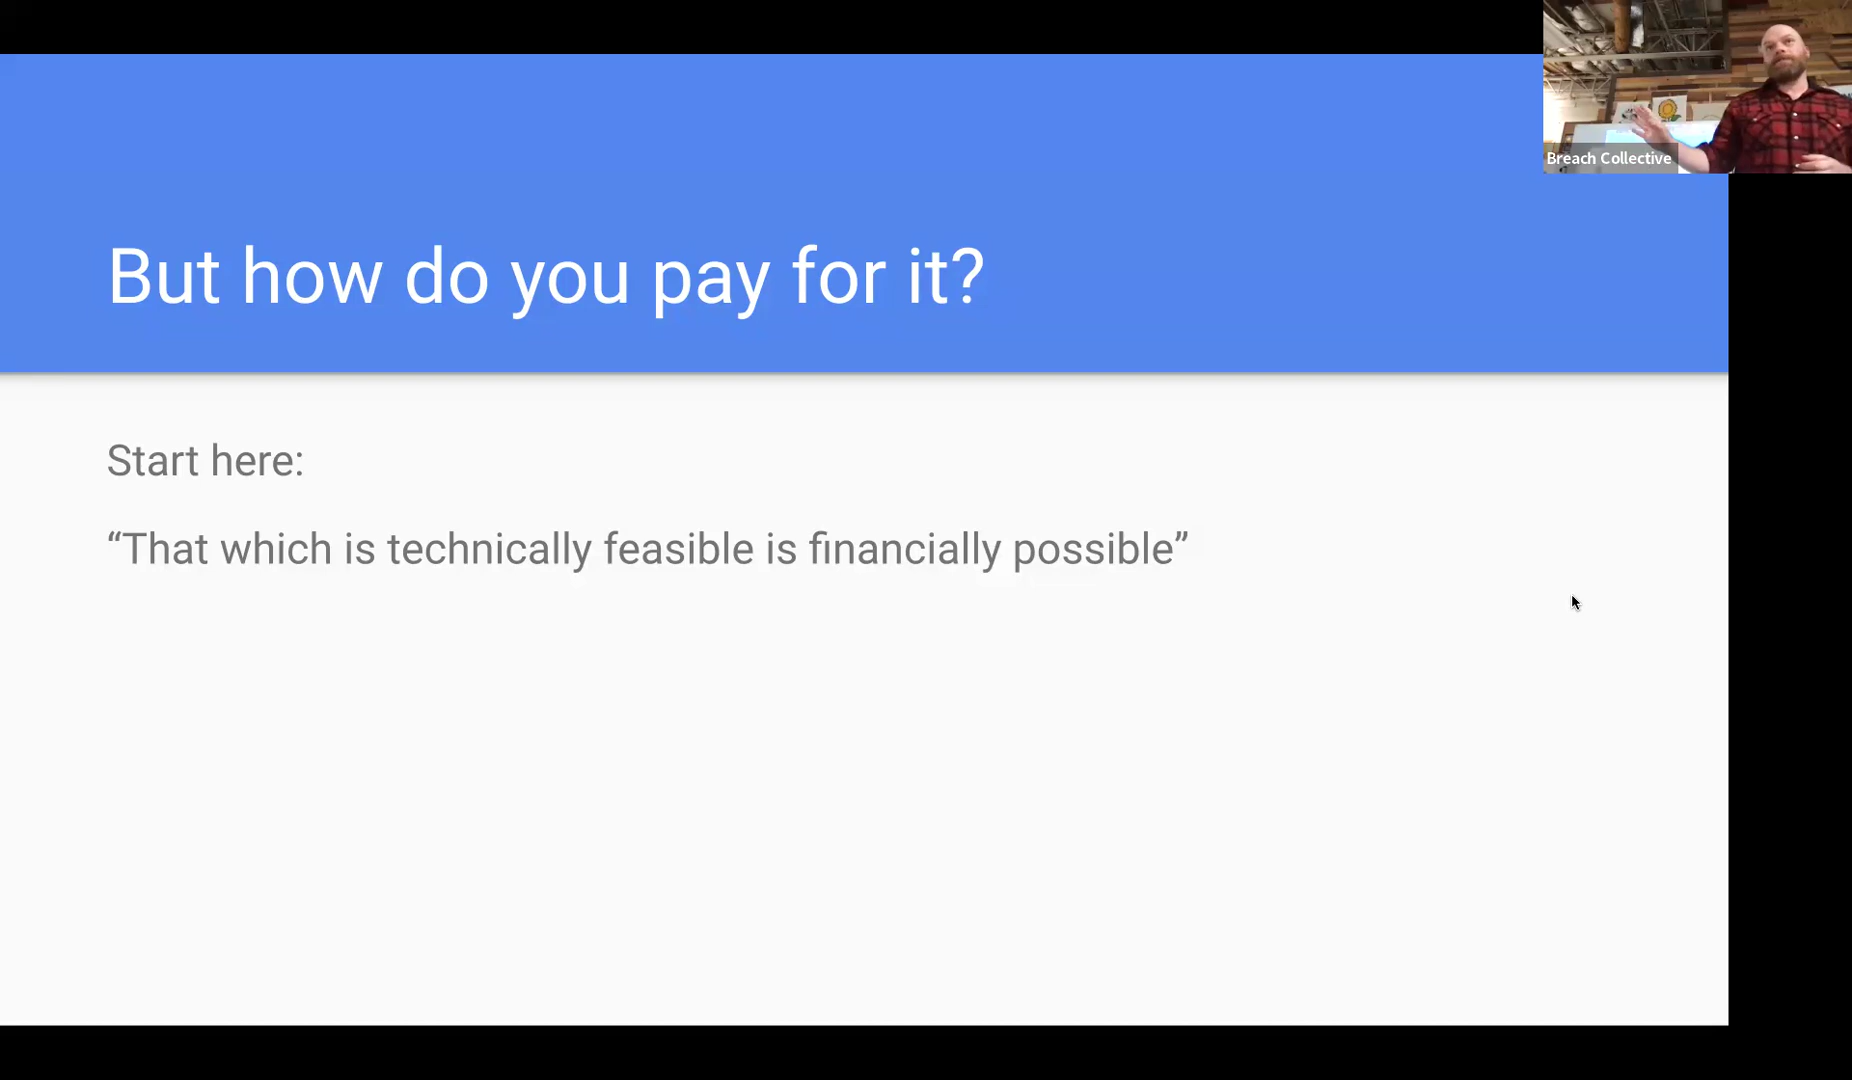 Breach Collective
But how do you pay for it?
Start here:
“That which is technically feasible is financially possible”